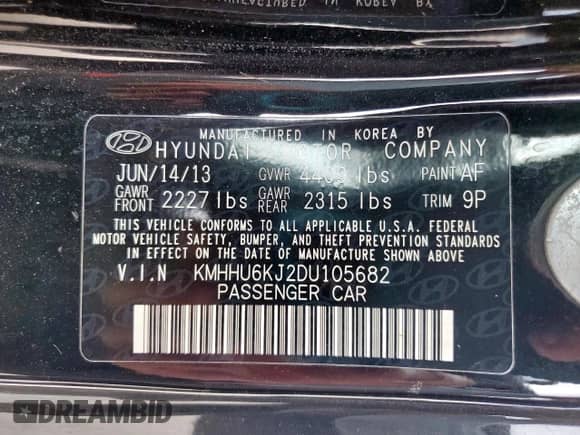 MANUFACTURED IN KOREA BY
HYUNDAI MOTOR COMPANY
JUN/14/13 GVWR lbs PAINT AF
GAWR FRONT 2227 lbs GAWR REAR 2315 lbs TRIM 9P
THIS VEHICLE CONFORMS TO ALL APPLICABLE U.S.A. FEDERAL
MOTOR VEHICLE SAFETY, BUMPER, AND THEFT PREVENTION STANDARDS
IN EFFECT ON THE DATE OF MANUFACTURE SHOWN ABOVE.
V.I.N KMHHU6KJ2DU105682
PASSENGER CAR
DREAMBID